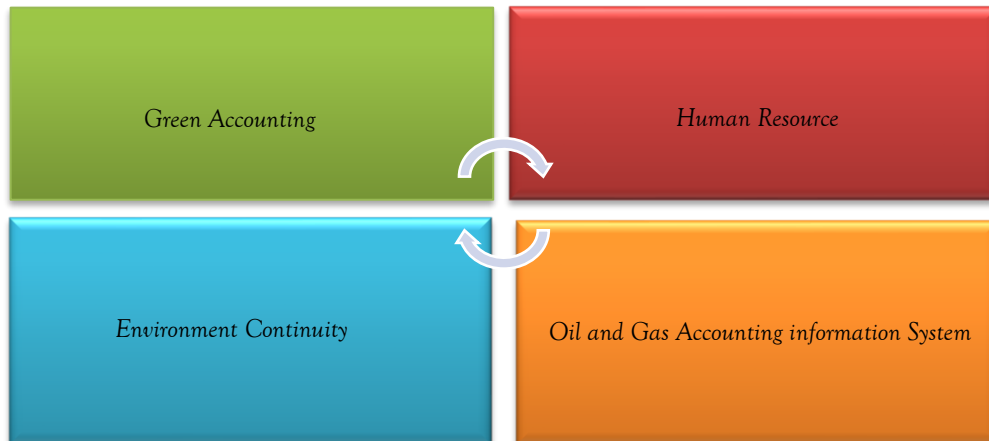 Green Accounting
Human Resource
Environment Continuity
Oil and Gas Accounting information System